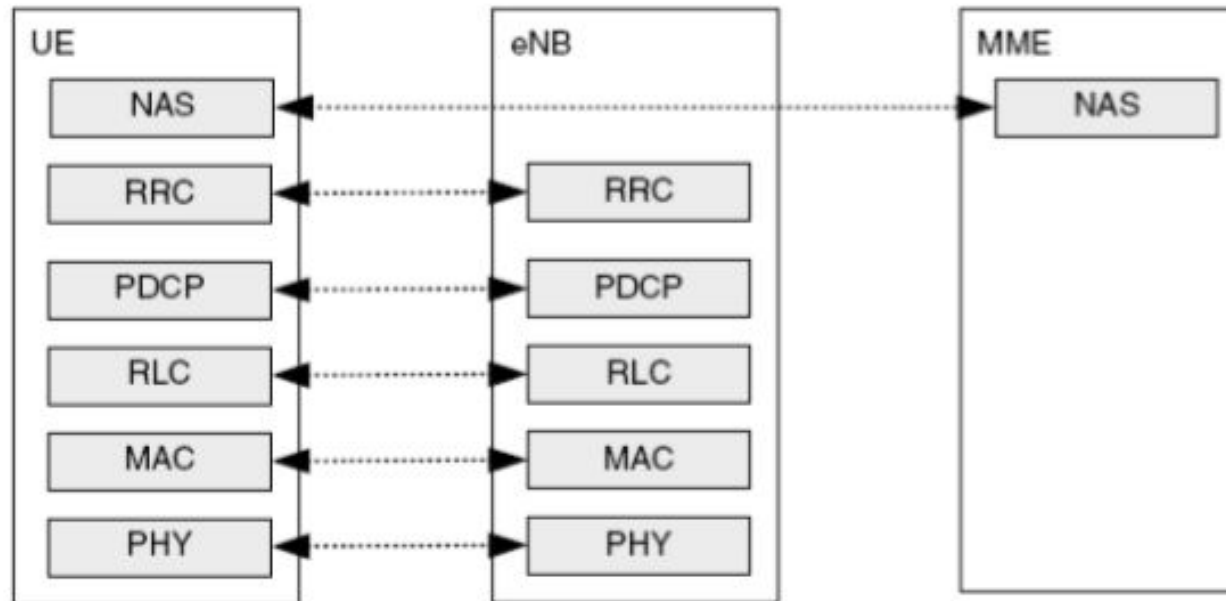 UE
eNB
MME
NAS
NAS
RRC
RRC
PDCP
PDCP
RLC
RLC
MAC
MAC
PHY
PHY